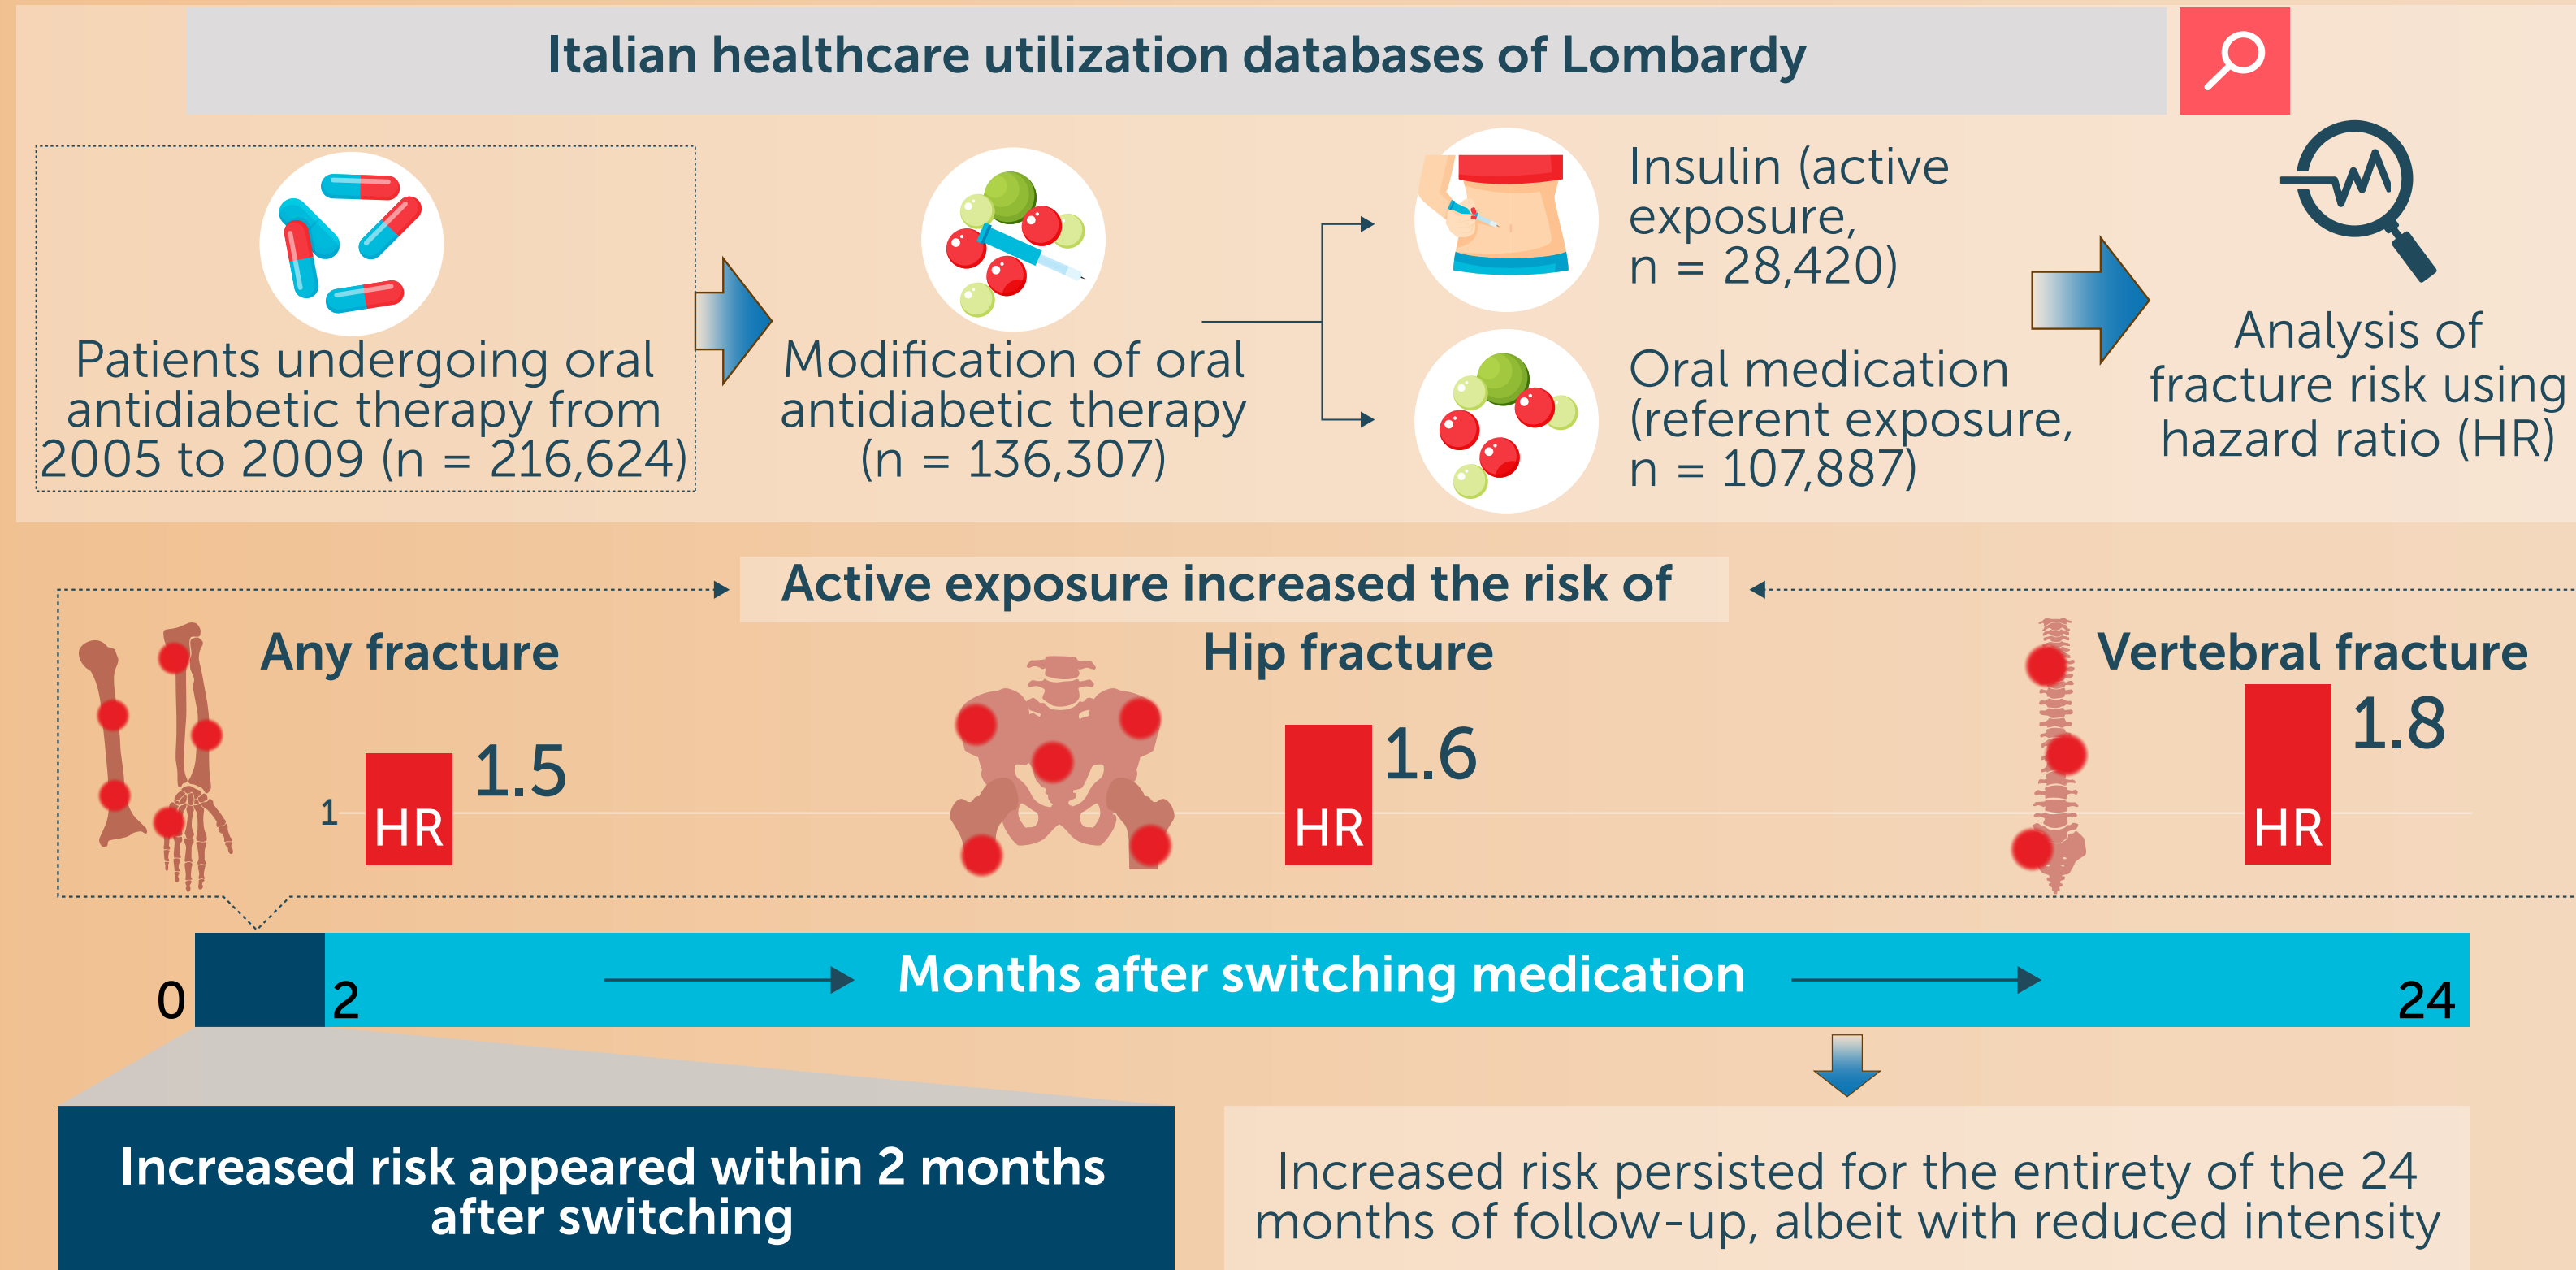 Italian healthcare utilization databases of Lombardy
Patients undergoing oral
antidiabetic therapy from
2005 to 2009 (n = 216,624)
Modification of oral
antidiabetic therapy
(n = 136,307)
Insulin (active
exposure,
n = 28,420)
Oral medication
(referent exposure,
n = 107,887)
Analysis of
fracture risk using
hazard ratio (HR)
Active exposure increased the risk of
Any fracture
1.5
1
HR
Hip fracture
1.6
HR
Vertebral fracture
1.8
HR
0
2
Months after switching medication
24
Increased risk appeared within 2 months
after switching
Increased risk persisted for the entirety of the 24
months of follow-up, albeit with reduced intensity